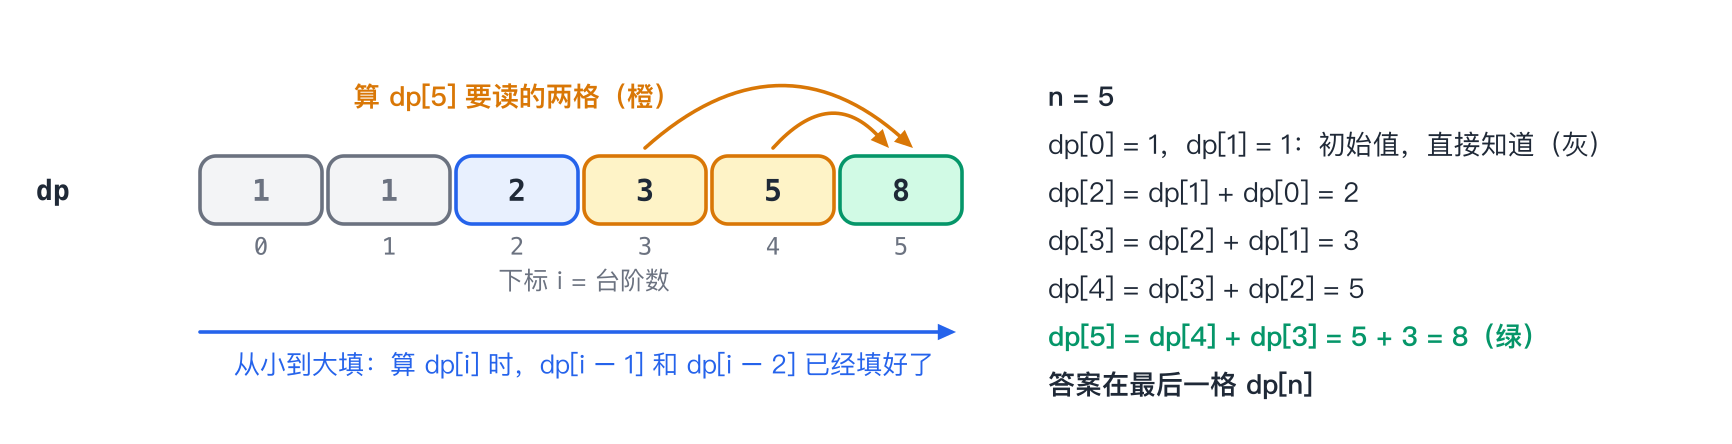 算 dp[5] 要读的两格（橙）
dp
1 1 2 3 5 8
0 1 2 3 4 5
下标 i = 台阶数
从小到大填：算 dp[i] 时，dp[i − 1] 和 dp[i − 2] 已经填好了
n = 5
dp[0] = 1，dp[1] = 1：初始值，直接知道（灰）
dp[2] = dp[1] + dp[0] = 2
dp[3] = dp[2] + dp[1] = 3
dp[4] = dp[3] + dp[2] = 5
dp[5] = dp[4] + dp[3] = 5 + 3 = 8（绿）
答案在最后一格 dp[n]